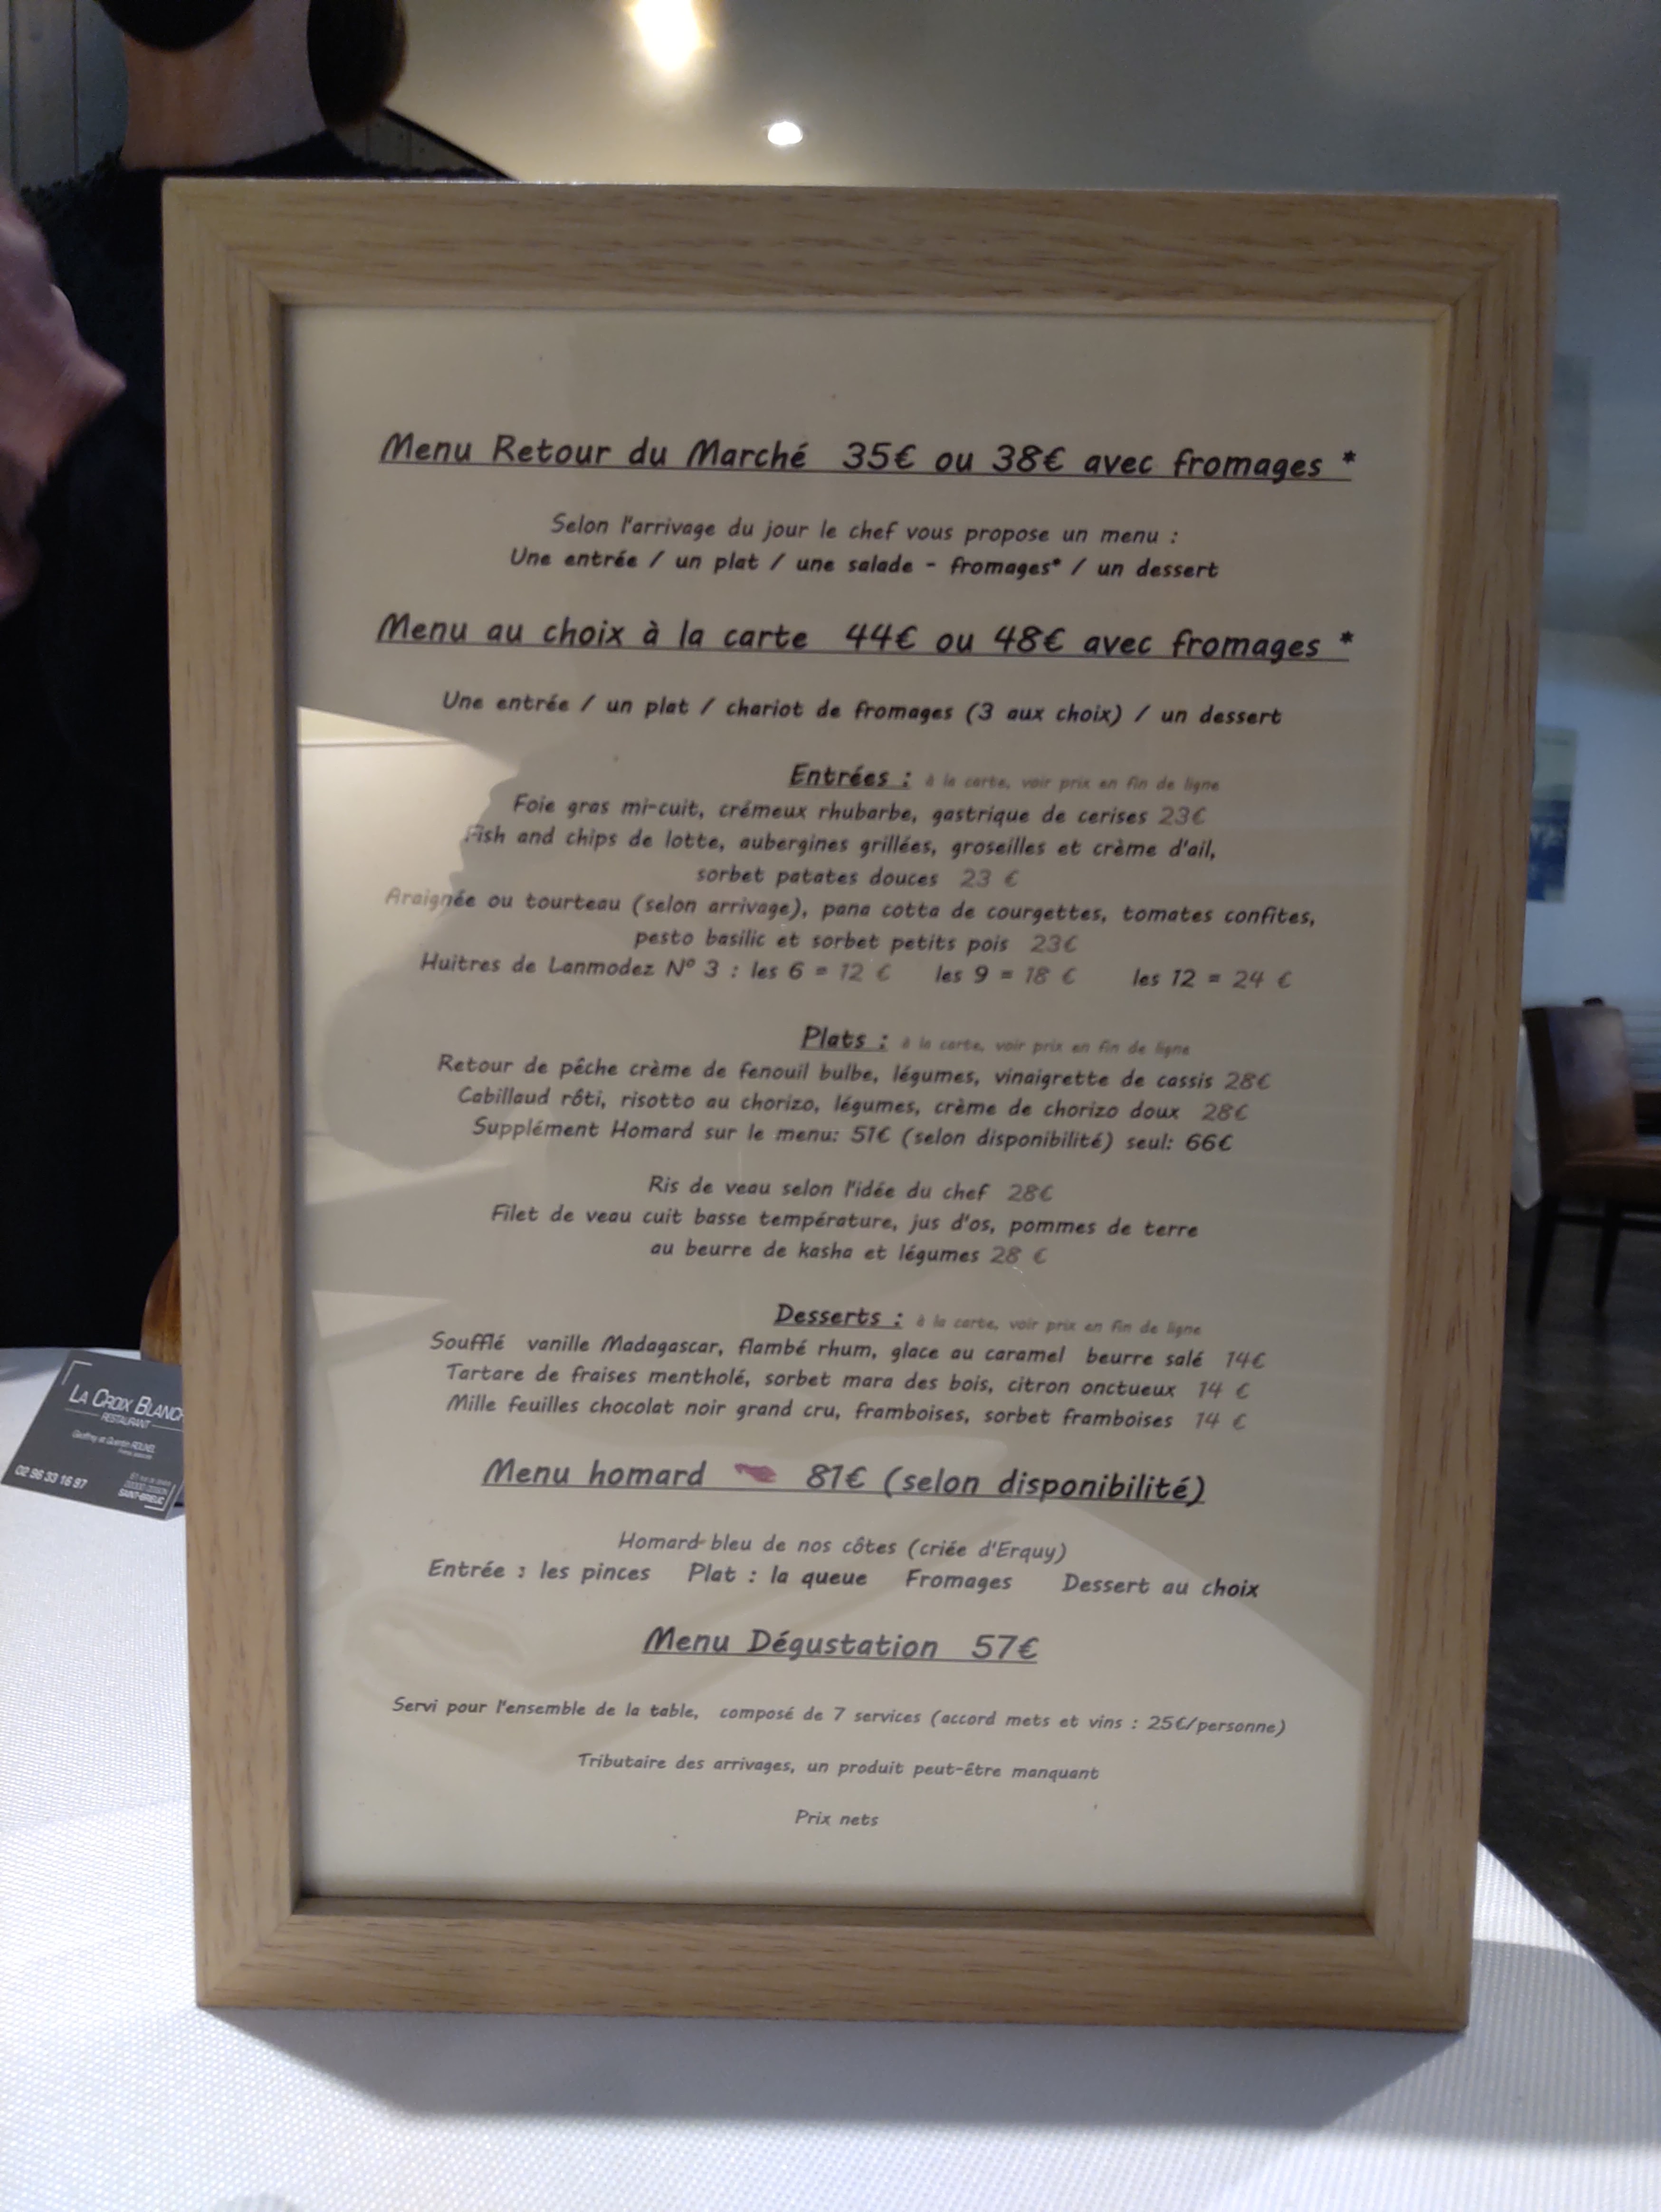 Menu Retour du Marché 35€ ou 38€ avec fromages *
Selon l'arrivage du jour le chef vous propose un menu :
Une entrée / un plat / une salade - fromages* / un dessert
Menu au choix à la carte 44€ ou 48€ avec fromages *
Une entrée / un plat / chariot de fromages (3 aux choix) / un dessert
Entrées : à la carte, voir prix en fin de ligne
Foie gras mi-cuit, crémeux rhubarbe, gastrique de cerises 23€
Fish and chips de lotte, aubergines grillées, groseilles et crème d'ail,
sorbet patates douces 23 €
Araignée ou tourteau (selon arrivage), pana cotta de courgettes, tomates confites,
pesto basilic et sorbet petits pois 23€
Huitres de Lanmodez N° 3 : les 6 = 12 € les 9 = 18 € les 12 = 24 €
Plats : à la carte, voir prix en fin de ligne
Retour de pêche crème de fenouil bulbe, légumes, vinaigrette de cassis 28€
Cabillaud rôti, risotto au chorizo, légumes, crème de chorizo doux 28€
Supplément Homard sur le menu: 51€ (selon disponibilité) seul: 66€
Ris de veau selon l'idée du chef 28€
Filet de veau cuit basse température, jus d'os, pommes de terre
au beurre de kasha et légumes 28 €
Desserts : à la carte, voir prix en fin de ligne
Soufflé vanille Madagascar, flambé rhum, glace au caramel beurre salé 14€
Tartare de fraises mentholé, sorbet mara des bois, citron onctueux 14 €
Mille feuilles chocolat noir grand cru, framboises, sorbet framboises 14 €
Menu homard 81€ (selon disponibilité)
Homard bleu de nos côtes (criée d'Erquy)
Entrée : les pinces Plat : la queue Fromages Dessert au choix
Menu Dégustation 57€
Servi pour l'ensemble de la table, composé de 7 services (accord mets et vins : 25€/personne)
Tributaire des arrivages, un produit peut-être manquant
Prix nets
LA CROIX BLANCH
RESTAURANT
02 96 33 16 97
SAINT-BRIEUC